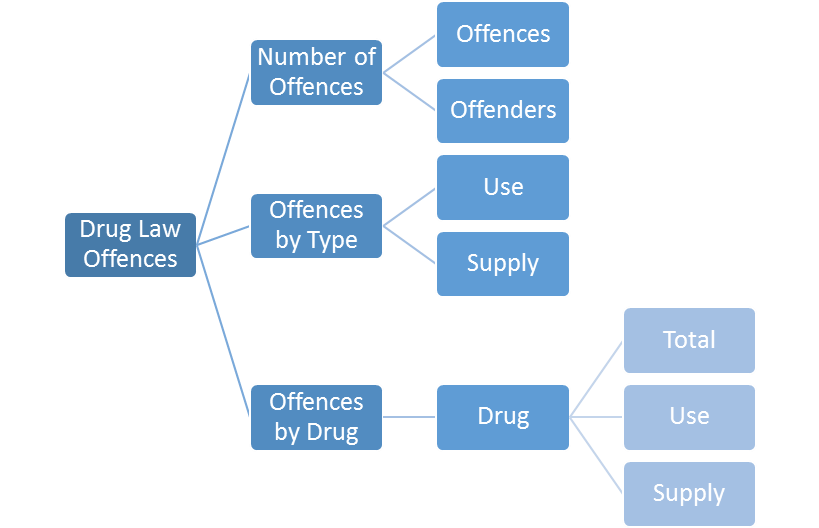 Number of
Offences
Offences
Offenders
Drug Law
Offences
Offences
by Type
Use
Supply
Offences
by Drug
Drug
Total
Use
Supply